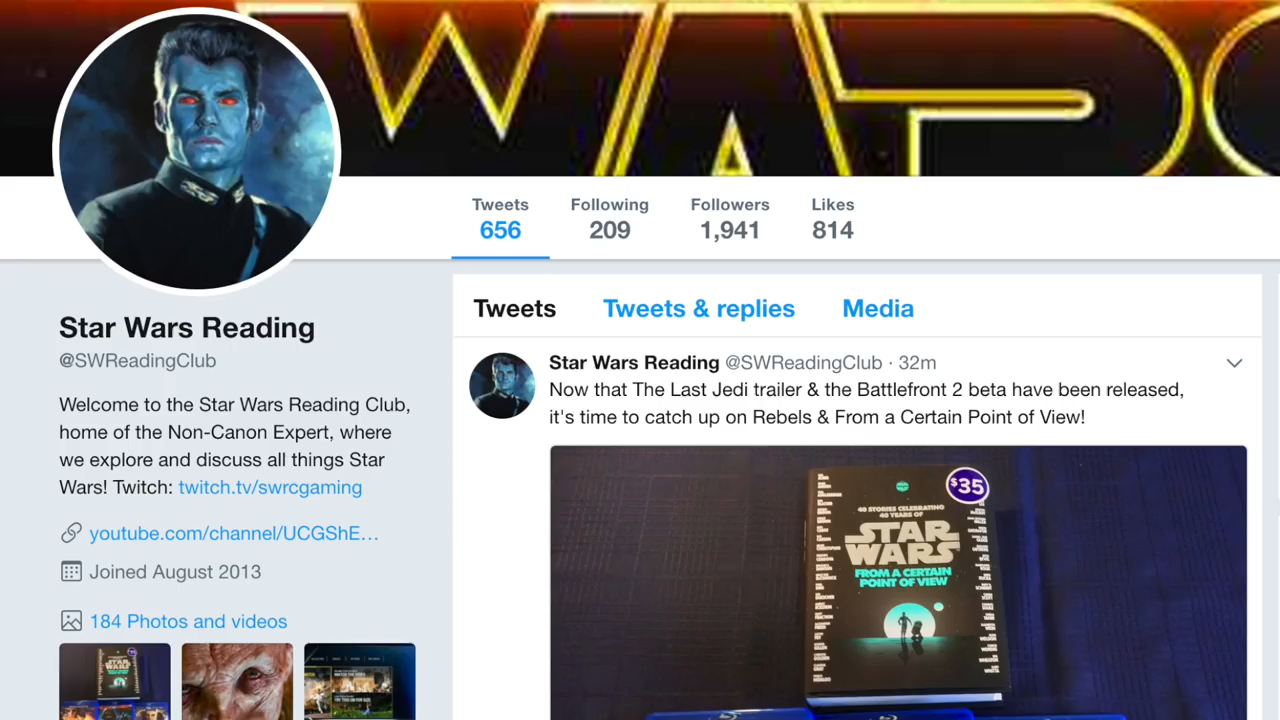 WARS
Tweets Following Followers Likes
656 209 1,941 814
Tweets Tweets & replies Media
Star Wars Reading
@SWReadingClub
Welcome to the Star Wars Reading Club,
home of the Non-Canon Expert, where
we explore and discuss all things Star
Wars! Twitch: twitch.tv/swrcgaming
youtube.com/channel/UCGShE…
Joined August 2013
184 Photos and videos
Star Wars Reading @SWReadingClub · 32m
Now that The Last Jedi trailer & the Battlefront 2 beta have been released,
it's time to catch up on Rebels & From a Certain Point of View!
$35
40 STORIES CELEBRATING
40 YEARS OF
STAR
WARS
FROM A CERTAIN
POINT OF VIEW